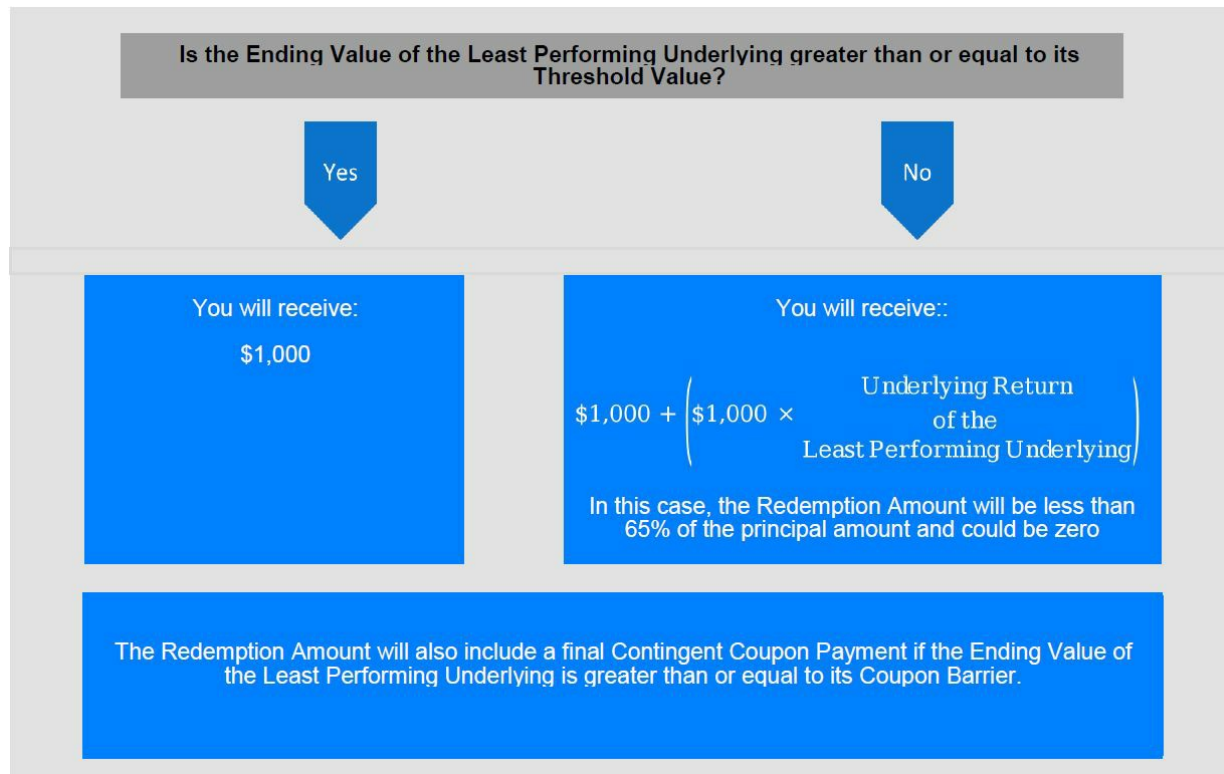 Is the Ending Value of the Least Performing Underlying greater than or equal to its
Threshold Value?
Yes
No
You will receive:
$1,000
You will receive::
$1,000 + ($1,000 × Underlying Return
of the
Least Performing Underlying)
In this case, the Redemption Amount will be less than
65% of the principal amount and could be zero
The Redemption Amount will also include a final Contingent Coupon Payment if the Ending Value of
the Least Performing Underlying is greater than or equal to its Coupon Barrier.